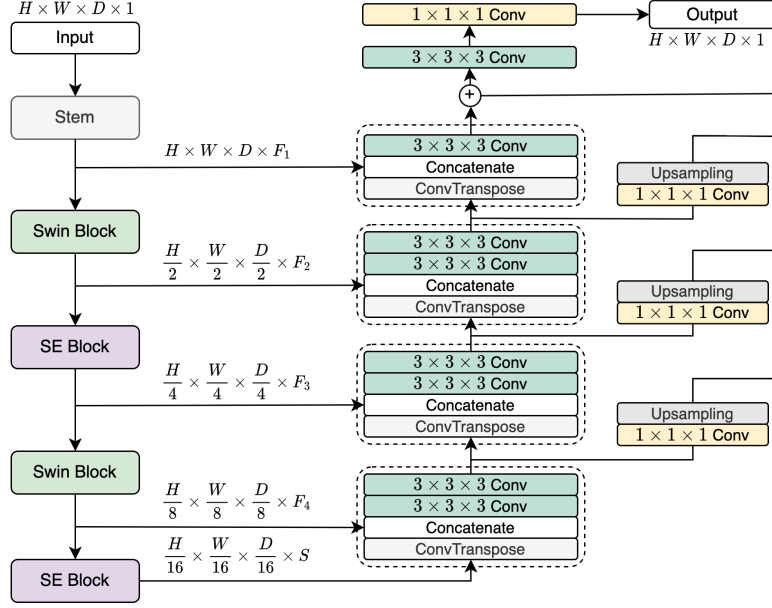 H × W × D × 1
Input
Stem
H × W × D × F₁
Swin Block
H/2 × W/2 × D/2 × F₂
SE Block
H/4 × W/4 × D/4 × F₃
Swin Block
H/8 × W/8 × D/8 × F₄
SE Block
H/16 × W/16 × D/16 × S
1 × 1 × 1 Conv
3 × 3 × 3 Conv
+
3 × 3 × 3 Conv
Concatenate
ConvTranspose
3 × 3 × 3 Conv
3 × 3 × 3 Conv
Concatenate
ConvTranspose
3 × 3 × 3 Conv
3 × 3 × 3 Conv
Concatenate
ConvTranspose
3 × 3 × 3 Conv
3 × 3 × 3 Conv
Concatenate
ConvTranspose
Output
H × W × D × 1
Upsampling
1 × 1 × 1 Conv
Upsampling
1 × 1 × 1 Conv
Upsampling
1 × 1 × 1 Conv